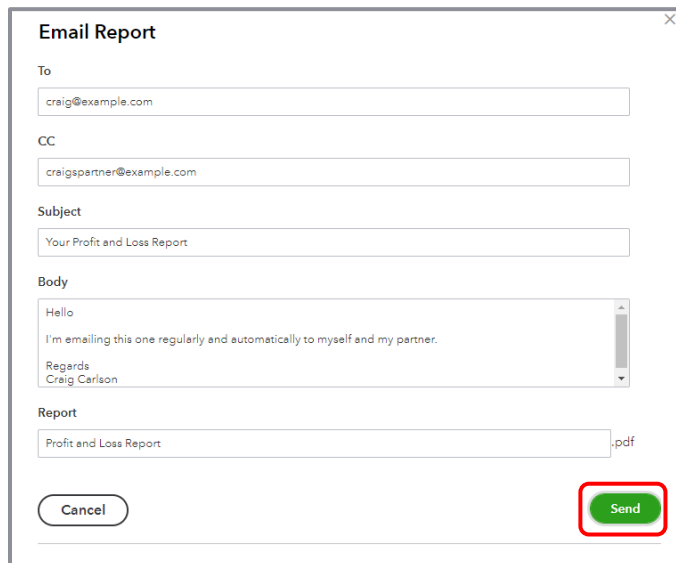 Email Report
To
craig@example.com
CC
craigspartner@example.com
Subject
Your Profit and Loss Report
Body
Hello
I'm emailing this one regularly and automatically to myself and my partner.
Regards
Craig Carlson
Report
Profit and Loss Report .pdf
Cancel Send